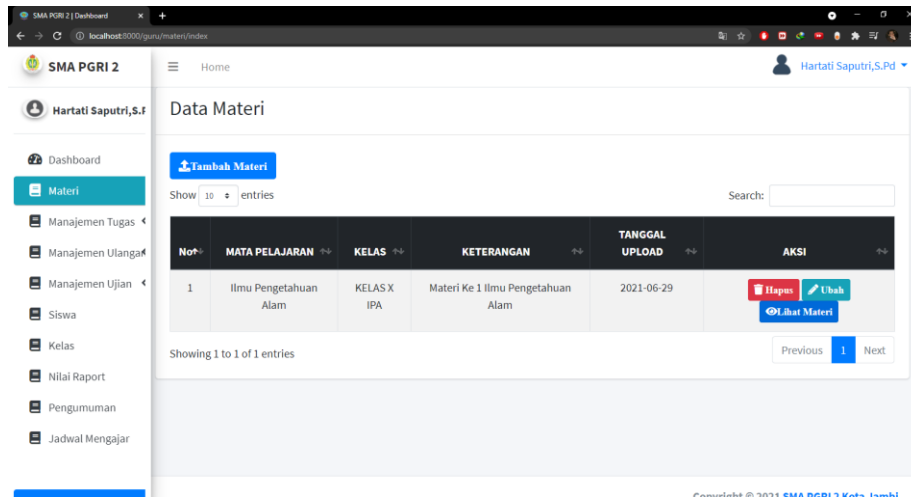 SMA PGRI 2 | Dashboard
localhost:8000/guru/materi/index
SMA PGRI 2
Home
Hartati Saputri,S.Pd
Hartati Saputri,S.P
Dashboard
Materi
Manajemen Tugas
Manajemen Ulangan
Manajemen Ujian
Siswa
Kelas
Nilai Raport
Pengumuman
Jadwal Mengajar
Data Materi
Tambah Materi
Show 10 entries
Search:
No MATA PELAJARAN KELAS KETERANGAN TANGGAL UPLOAD AKSI
1 Ilmu Pengetahuan Alam KELAS X IPA Materi Ke 1 Ilmu Pengetahuan Alam 2021-06-29 Hapus Ubah
Lihat Materi
Showing 1 to 1 of 1 entries
Previous 1 Next
Copyright © 2021 SMA PGRI 2 Kota Jambi